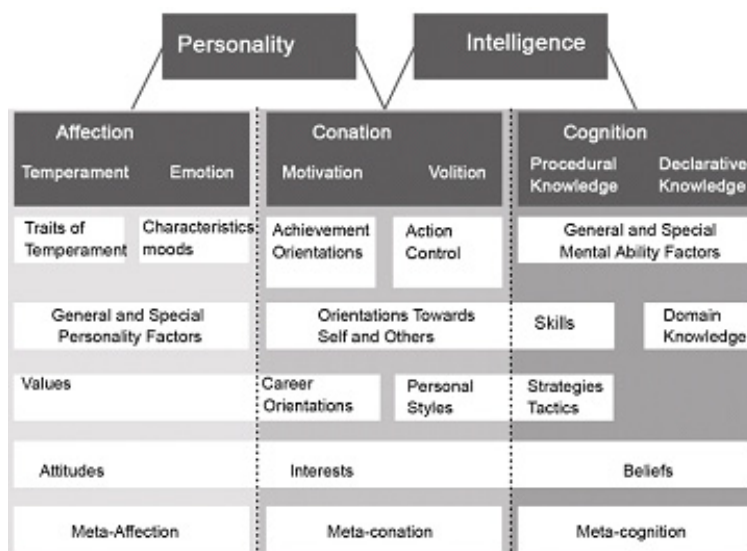 Personality
Intelligence
Affection
Conation
Cognition
Temperament
Emotion
Motivation
Volition
Procedural
Knowledge
Declarative
Knowledge
Traits of
Temperament
Characteristics
moods
Achievement
Orientations
Action
Control
General and Special
Mental Ability Factors
General and Special
Personality Factors
Orientations Towards
Self and Others
Skills
Domain
Knowledge
Values
Career
Orientations
Personal
Styles
Strategies
Tactics
Attitudes
Interests
Beliefs
Meta-Affection
Meta-conation
Meta-cognition